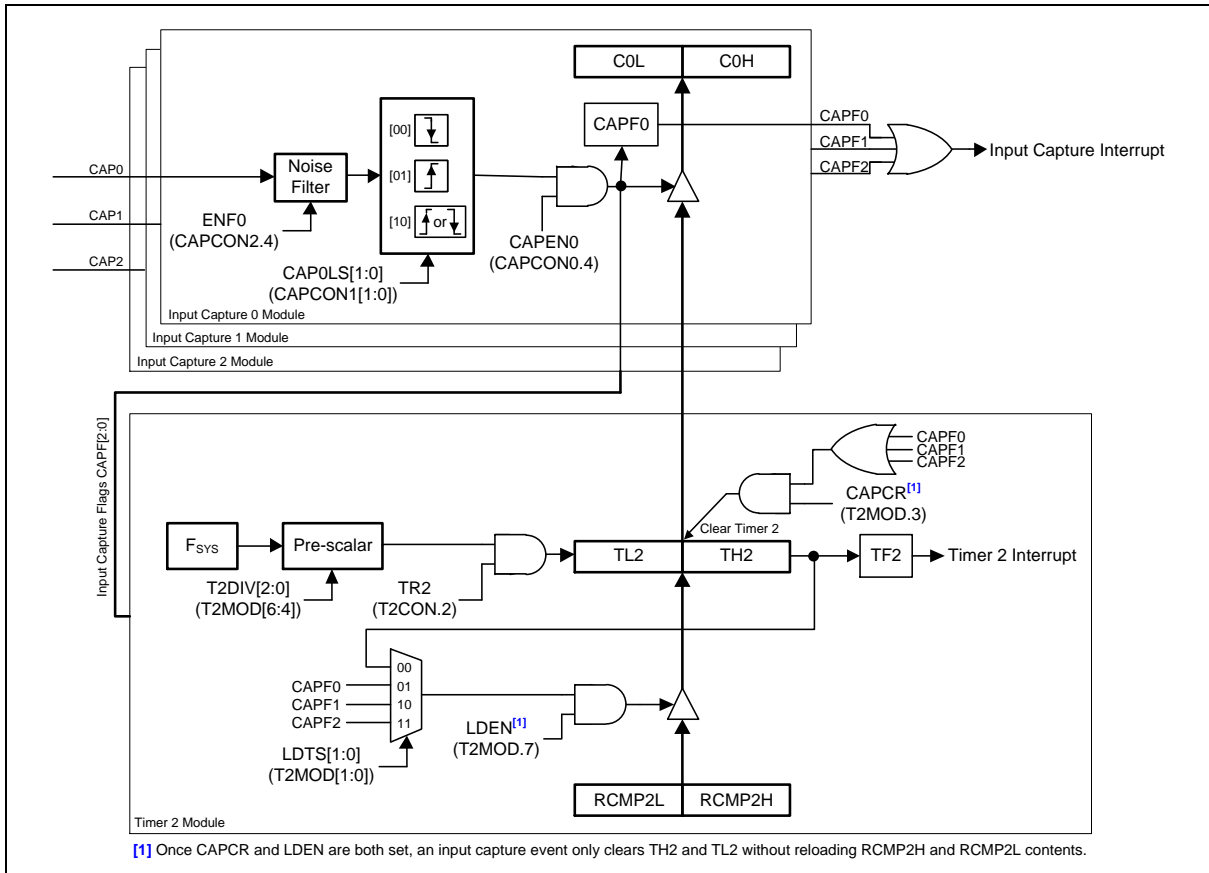 C0L C0H
CAPF0
CAPF0
CAPF1
CAPF2
Input Capture Interrupt
[00]
[01]
[10] or
Noise
Filter
CAP0
CAP1
CAP2
ENF0
(CAPCON2.4)
CAPEN0
(CAPCON0.4)
CAP0LS[1:0]
(CAPCON1[1:0])
Input Capture 0 Module
Input Capture 1 Module
Input Capture 2 Module
Input Capture Flags CAPF[2:0]
CAPF0
CAPF1
CAPF2
CAPCR[1]
(T2MOD.3)
Clear Timer 2
FSYS
Pre-scalar
TL2 TH2
TF2
Timer 2 Interrupt
T2DIV[2:0]
(T2MOD[6:4])
TR2
(T2CON.2)
00
CAPF0 01
CAPF1 10
CAPF2 11
LDEN[1]
(T2MOD.7)
LDTS[1:0]
(T2MOD[1:0])
RCMP2L RCMP2H
Timer 2 Module
[1] Once CAPCR and LDEN are both set, an input capture event only clears TH2 and TL2 without reloading RCMP2H and RCMP2L contents.